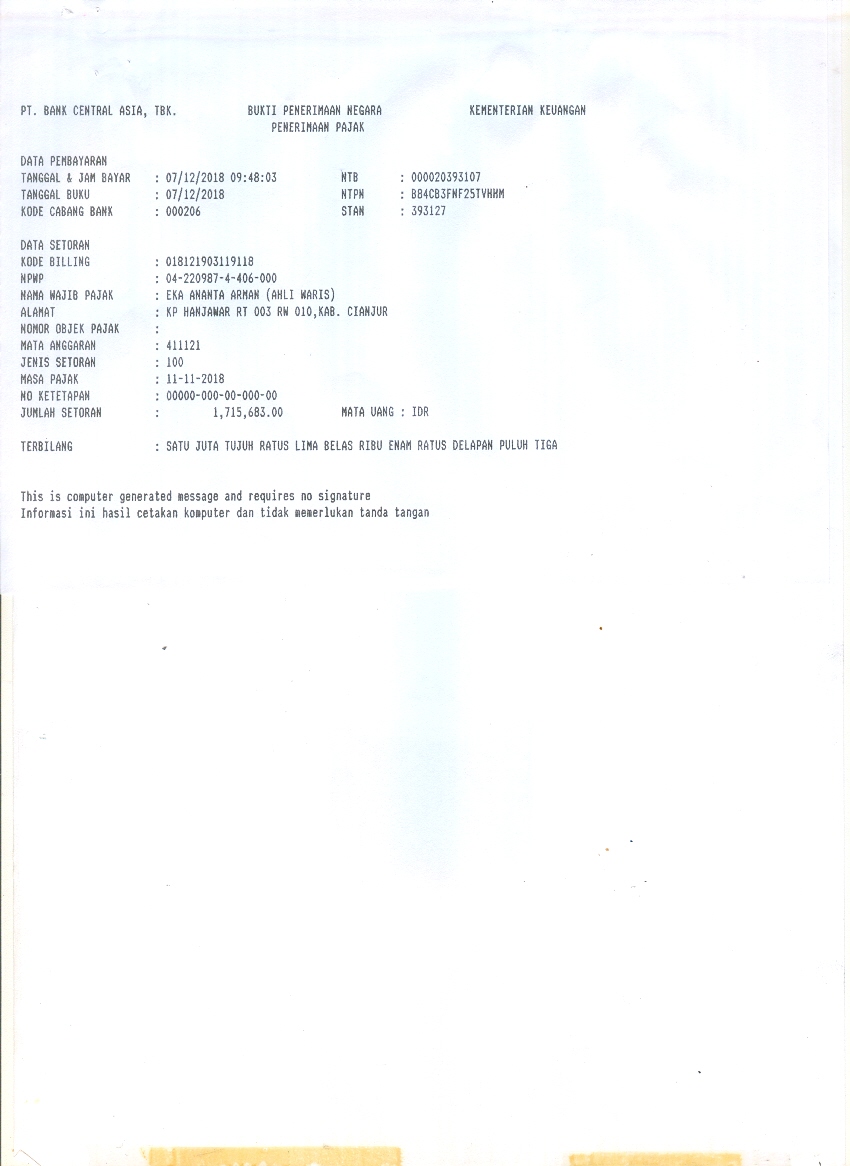 PT. BANK CENTRAL ASIA, TBK. BUKTI PENERIMAAN NEGARA KEMENTERIAN KEUANGAN
PENERIMAAN PAJAK
DATA PEMBAYARAN
TANGGAL & JAM BAYAR : 07/12/2018 09:48:03 NTB : 000020393107
TANGGAL BUKU : 07/12/2018 NTPN :
KODE CABANG BANK : 000206 STAN : 393127
DATA SETORAN
KODE BILLING : 018121903119118
NPWP : 04-220987-4-406-000
NAMA WAJIB PAJAK : EKA ANANTA ARMAN (AHLI WARIS)
ALAMAT : KP HANJAWAR RT 003 RW 010,KAB. CIANJUR
NOMOR OBJEK PAJAK :
MATA ANGGARAN : 411121
JENIS SETORAN : 100
MASA PAJAK : 11-11-2018
NO KETETAPAN : 00000-000-00-000-00
JUMLAH SETORAN : 1,715,683.00 MATA UANG : IDR
TERBILANG : SATU JUTA TUJUH RATUS LIMA BELAS RIBU ENAM RATUS DELAPAN PULUH TIGA
This is computer generated message and requires no signature
Informasi ini hasil cetakan komputer dan tidak memerlukan tanda tangan